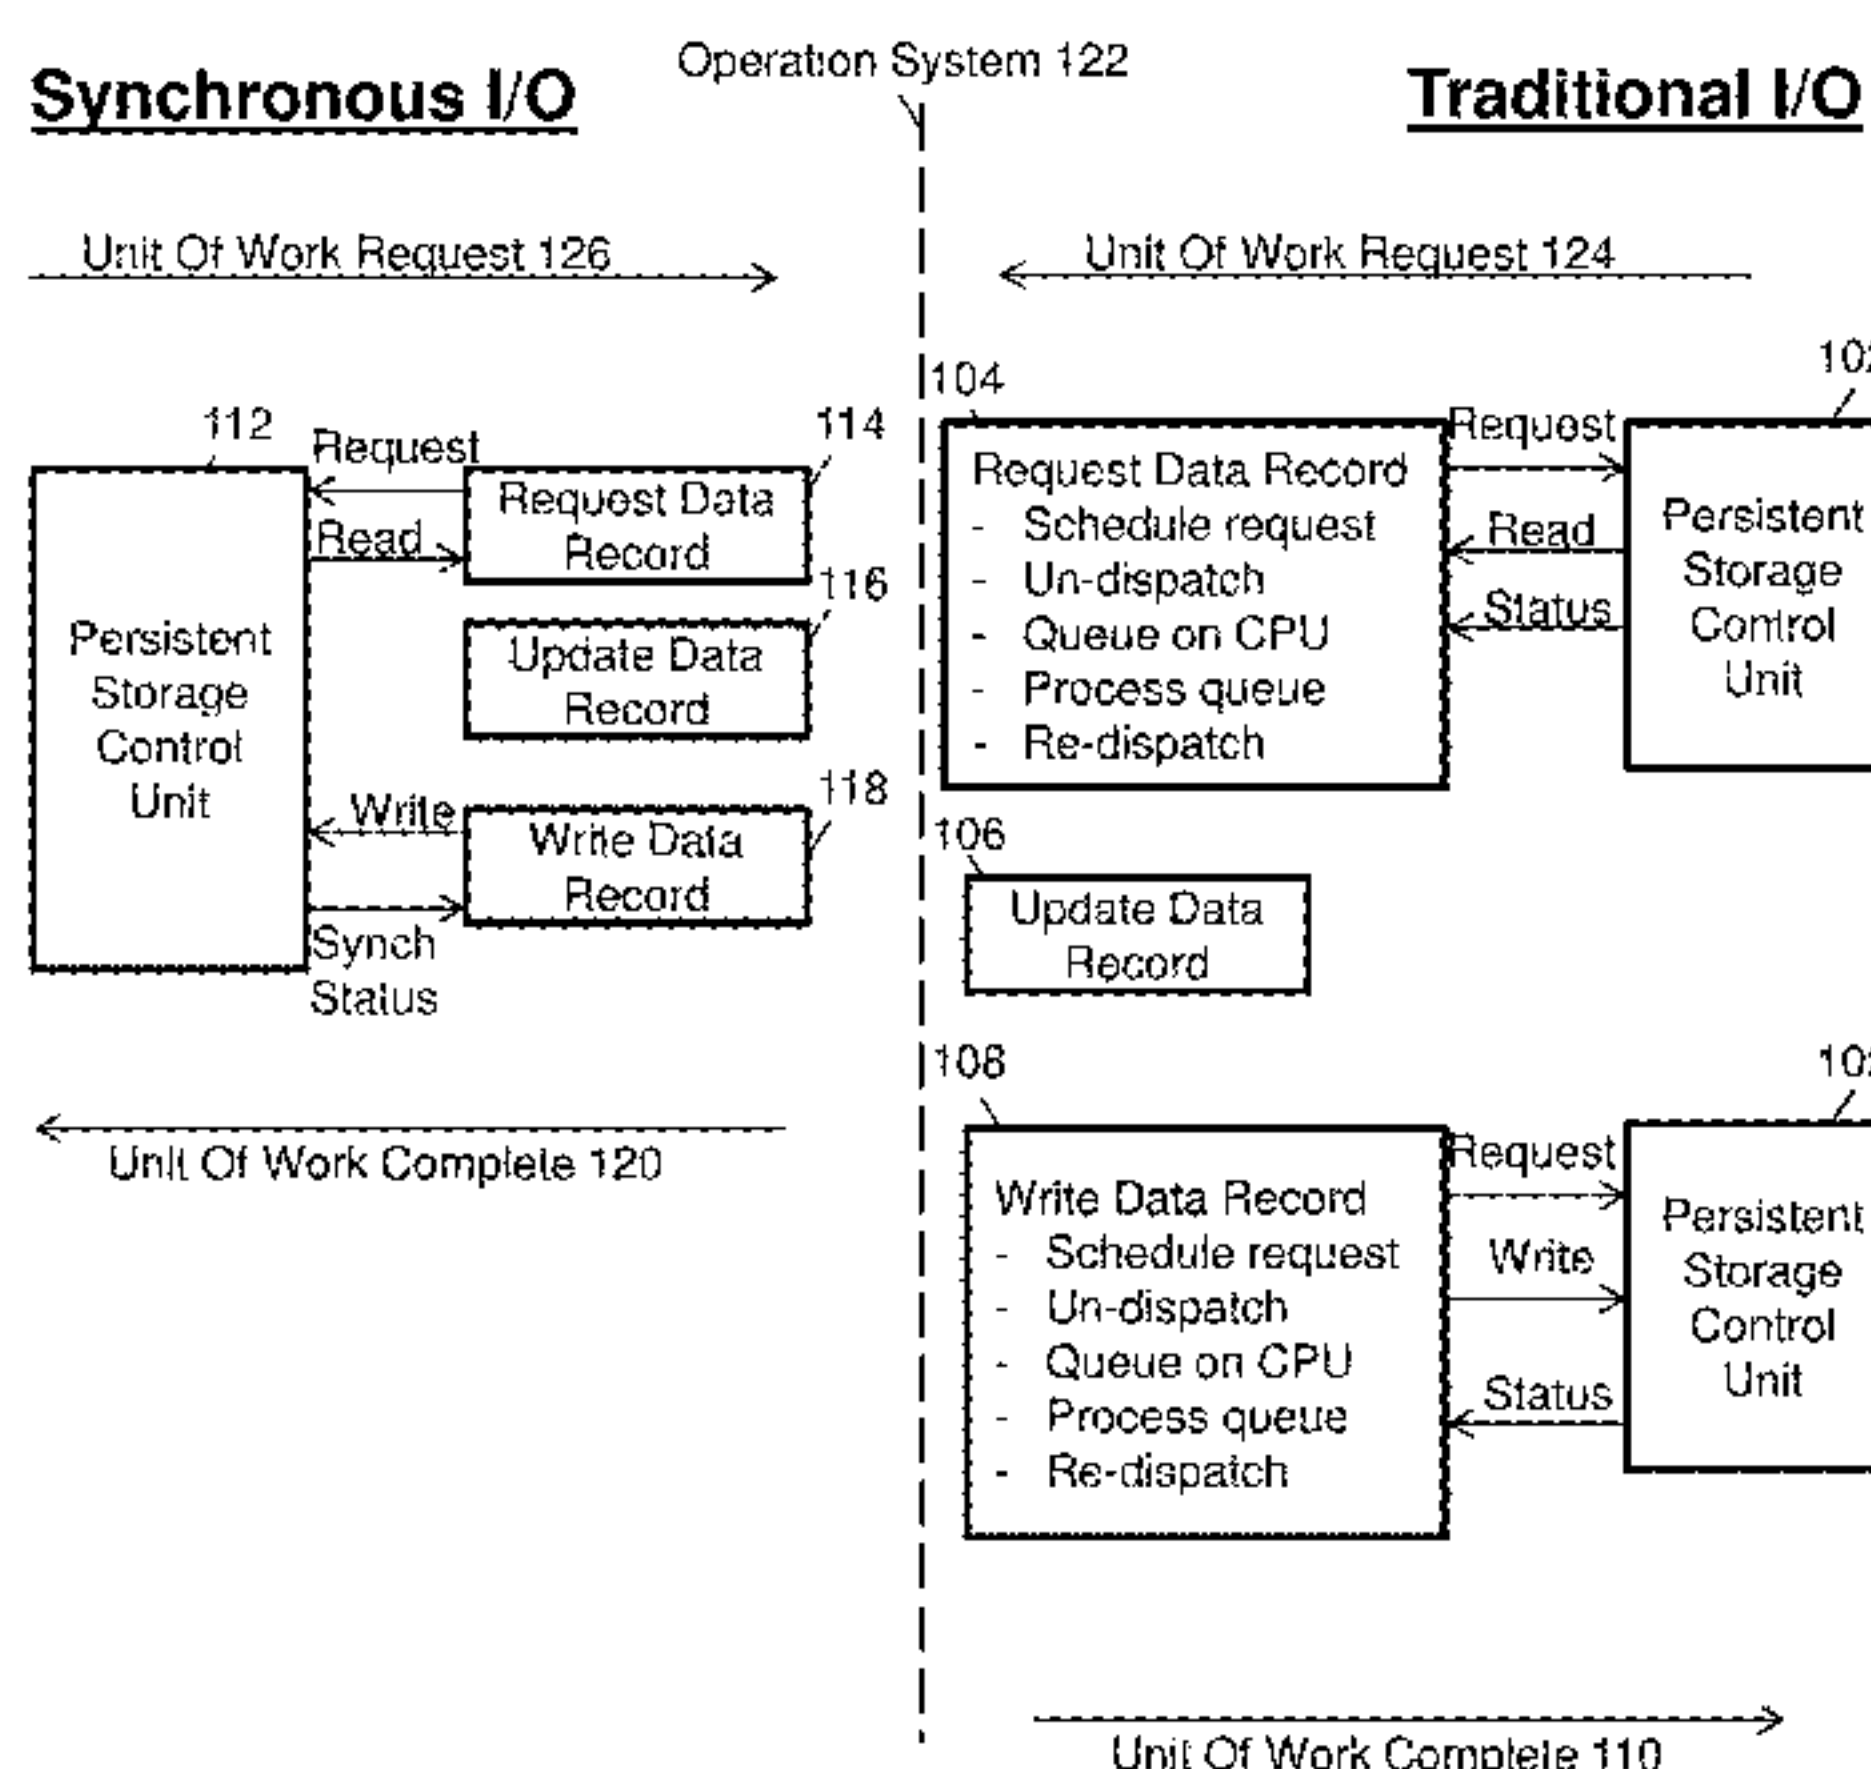 Operation System 122
Synchronous I/O
Traditional I/O
Unit Of Work Request 126
Unit Of Work Request 124
112
Request
Read
Persistent
Storage
Control
Unit
Write
Synch
Status
114
Request Data
Record
116
Update Data
Record
118
Write Data
Record
Unit Of Work Complete 120
104
Request Data Record
- Schedule request
- Un-dispatch
- Queue on CPU
- Process queue
- Re-dispatch
Request
Read
Status
Persistent
Storage
Control
Unit
106
Update Data
Record
108
Write Data Record
- Schedule request
- Un-dispatch
- Queue on CPU
- Process queue
- Re-dispatch
Request
Write
Status
Persistent
Storage
Control
Unit
Unit Of Work Complete 110